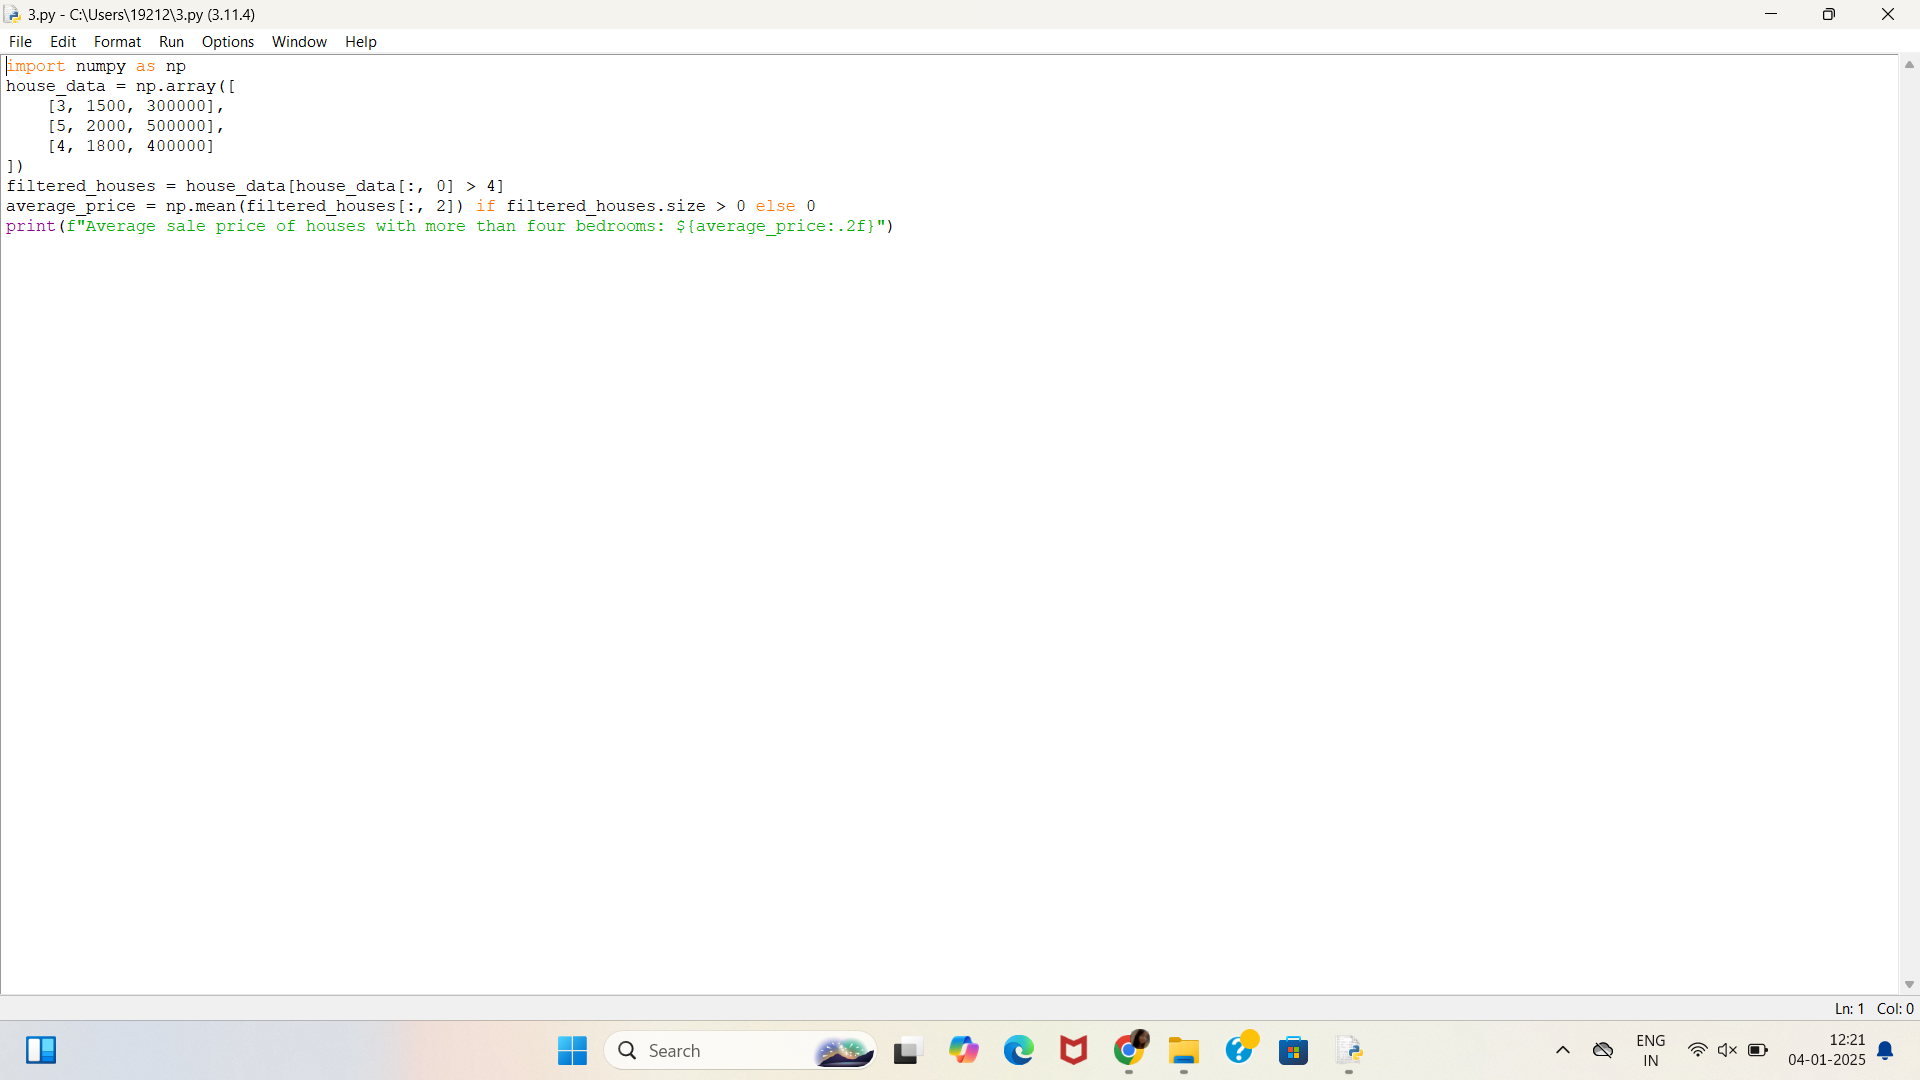 3.py - C:\Users\19212\3.py (3.11.4)
File Edit Format Run Options Window Help
import numpy as np
house_data = np.array([
    [3, 1500, 300000],
    [5, 2000, 500000],
    [4, 1800, 400000]
])
filtered_houses = house_data[house_data[:, 0] > 4]
average_price = np.mean(filtered_houses[:, 2]) if filtered_houses.size > 0 else 0
print(f"Average sale price of houses with more than four bedrooms: ${average_price:.2f}")
Ln: 1 Col: 0
Search
ENG
IN
12:21
04-01-2025